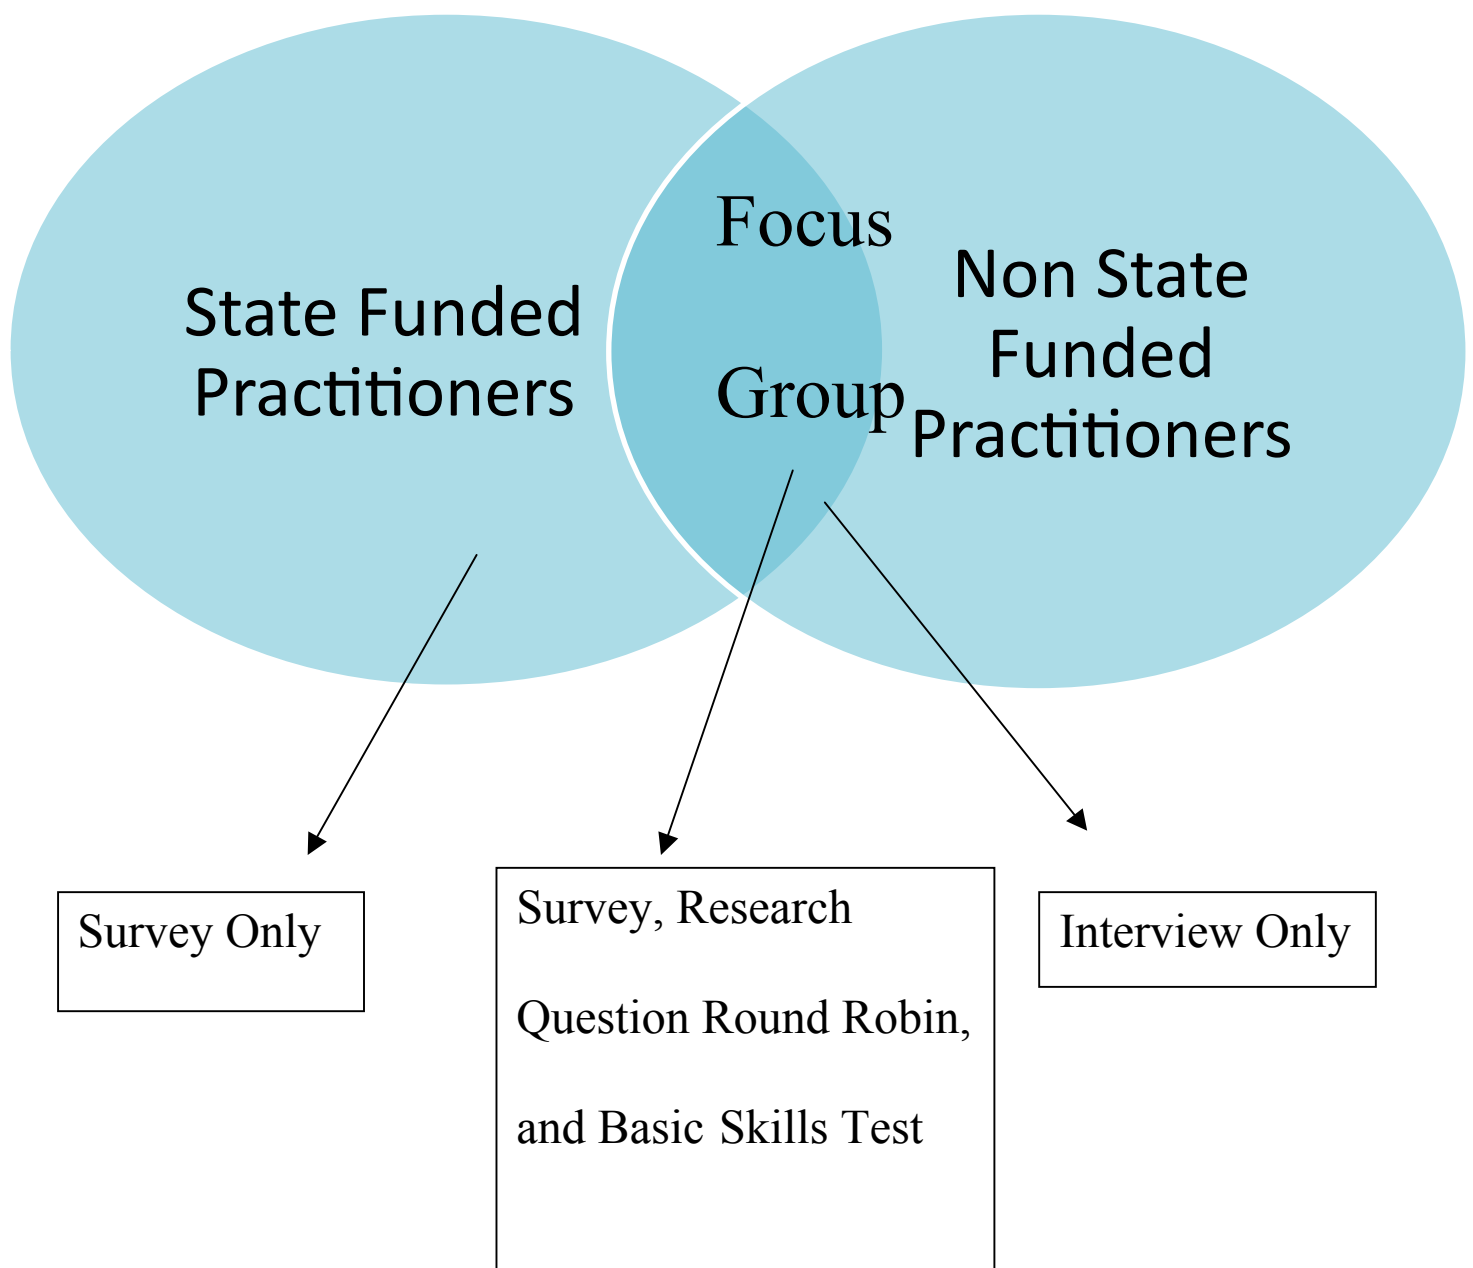 State Funded
Practitioners
Focus
Group
Non State
Funded
Practitioners
Survey Only
Survey, Research
Question Round Robin,
and Basic Skills Test
Interview Only